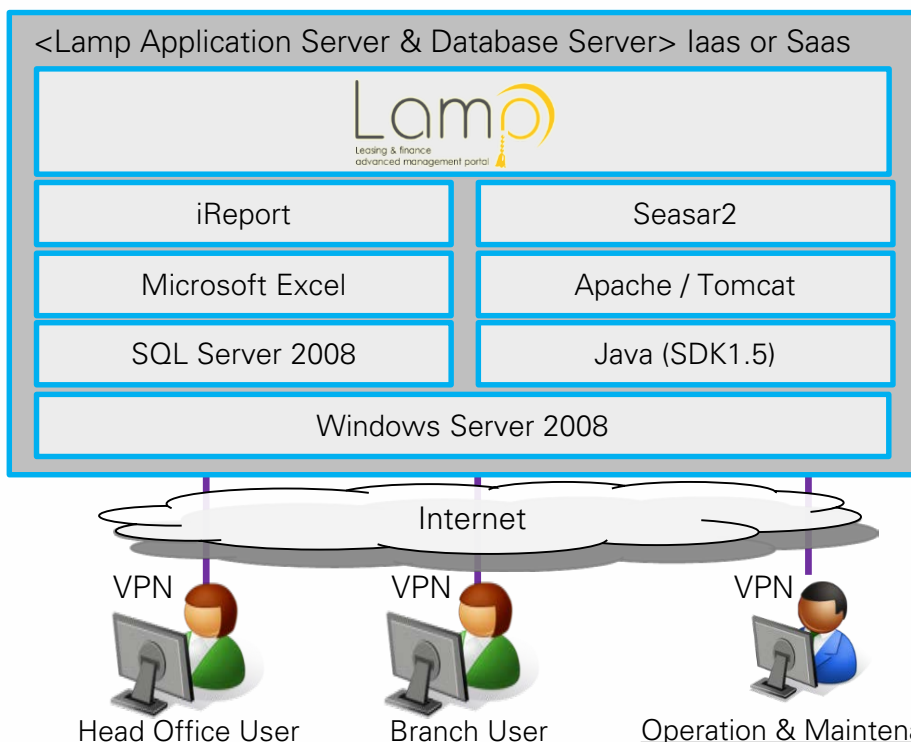 <Lamp Application Server & Database Server> Iaas or Saas
Lamp
Leasing & finance
advanced management portal
iReport
Seasar2
Microsoft Excel
Apache / Tomcat
SQL Server 2008
Java (SDK1.5)
Windows Server 2008
Internet
VPN
VPN
VPN
Head Office User
Branch User
Operation & Maintena